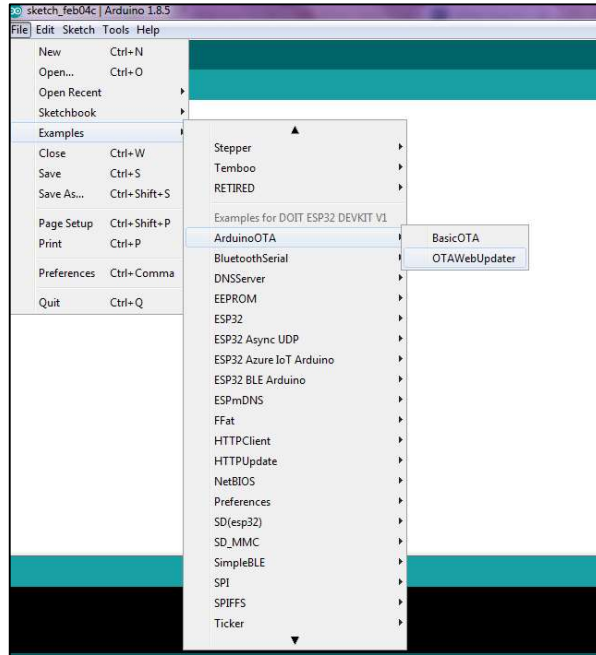 sketch_feb04c | Arduino 1.8.5
File Edit Sketch Tools Help
New Ctrl+N
Open... Ctrl+O
Open Recent
Sketchbook
Examples
Close Ctrl+W
Save Ctrl+S
Save As... Ctrl+Shift+S
Page Setup Ctrl+Shift+P
Print Ctrl+P
Preferences Ctrl+Comma
Quit Ctrl+Q
Stepper
Temboo
RETIRED
Examples for DOIT ESP32 DEVKIT V1
ArduinoOTA
BluetoothSerial
DNSServer
EEPROM
ESP32
ESP32 Async UDP
ESP32 Azure IoT Arduino
ESP32 BLE Arduino
ESPmDNS
FFat
HTTPClient
HTTPUpdate
NetBIOS
Preferences
SD(esp32)
SD_MMC
SimpleBLE
SPI
SPIFFS
Ticker
BasicOTA
OTAWebUpdater